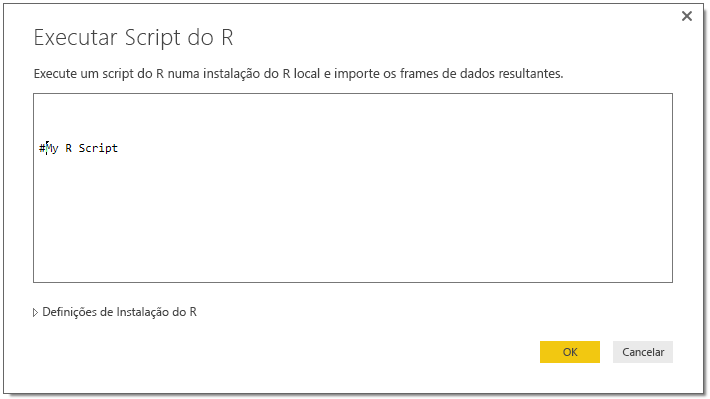 Executar Script do R
Execute um script do R numa instalação do R local e importe os frames de dados resultantes.
#My R Script
Definições de Instalação do R
OK
Cancelar